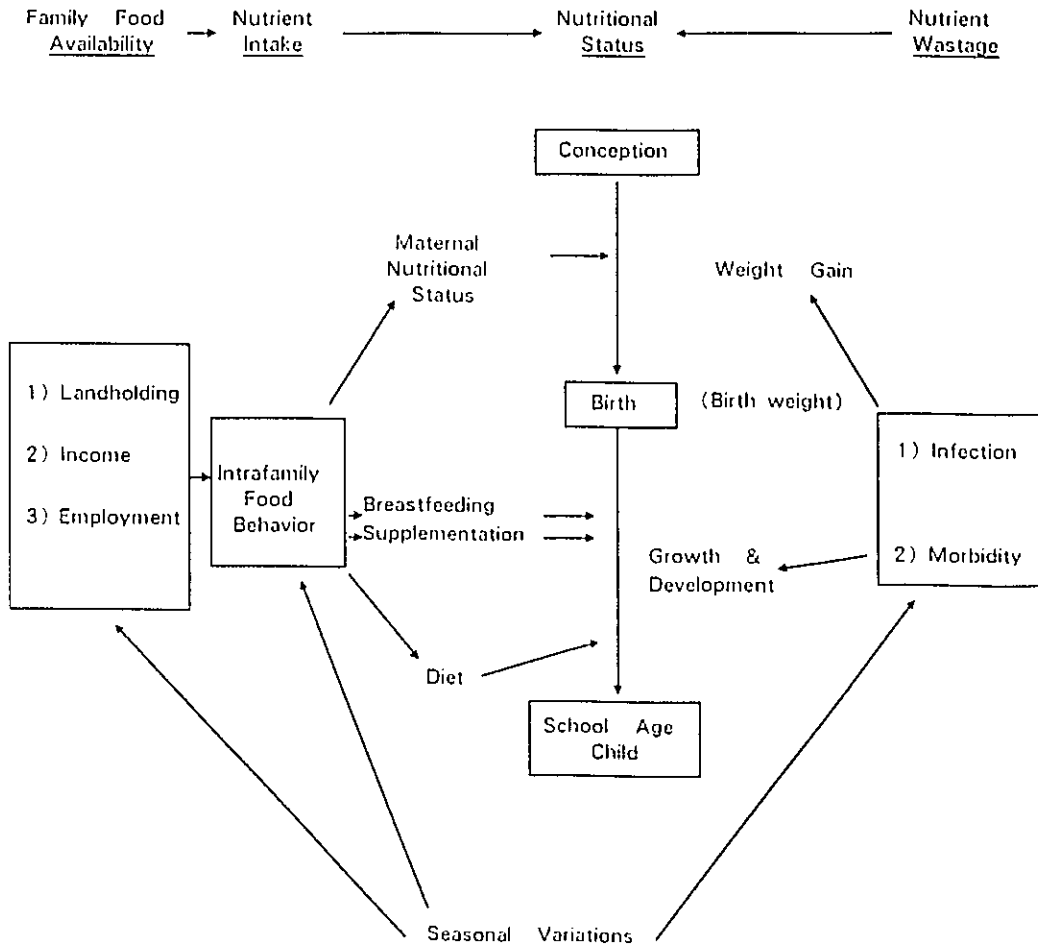 Family Food
Availability
Nutrient
Intake
Nutritional
Status
Nutrient
Wastage
Conception
Maternal
Nutritional
Status
Weight Gain
1) Landholding
2) Income
3) Employment
Intrafamily
Food
Behavior
Birth
(Birth weight)
1) Infection
2) Morbidity
Breastfeeding
Supplementation
Growth &
Development
Diet
School Age
Child
Seasonal Variations